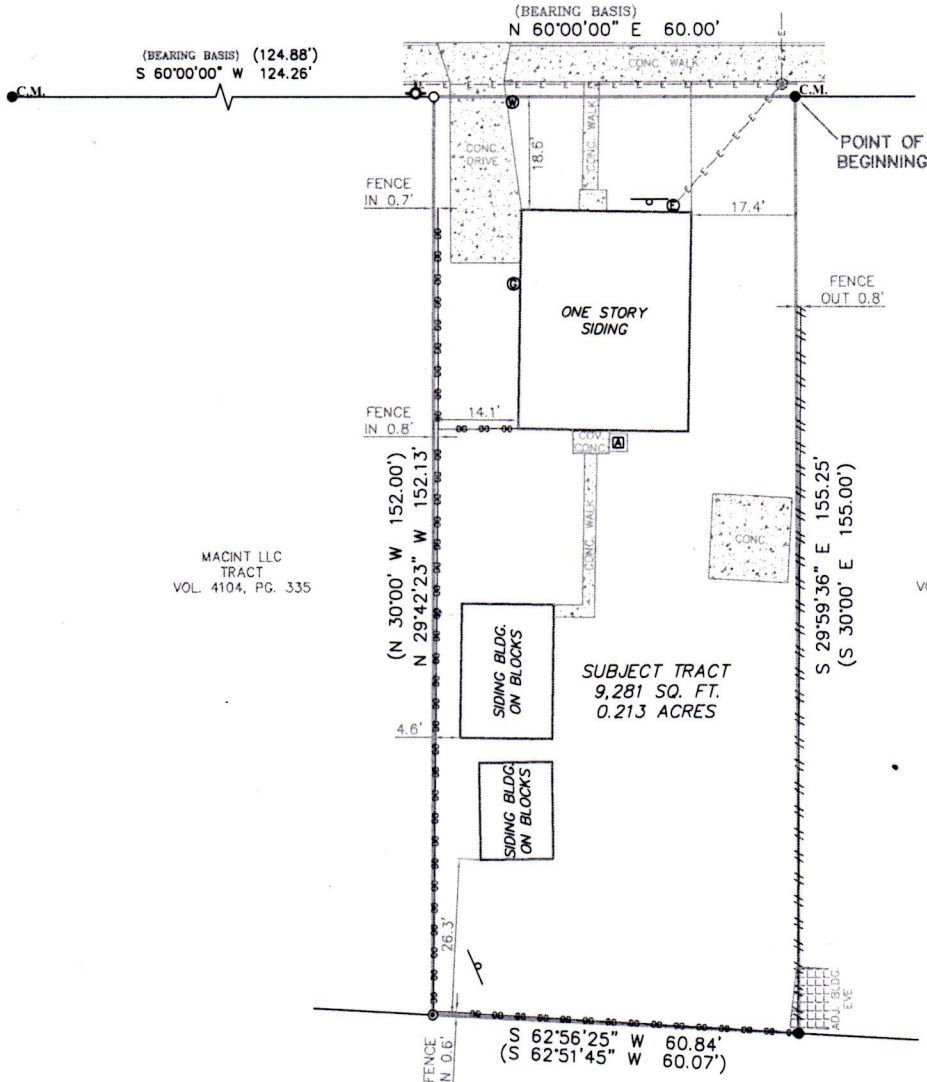 (BEARING BASIS)
N 60°00'00" E 60.00'
(BEARING BASIS) (124.88')
S 60°00'00" W 124.26'
C.M.
C.M.
CONC. WALK
POINT OF
BEGINNING
W
CONC.
DRIVE
18.6'
CONC. WALK
FENCE
IN 0.7'
E
17.4'
G
ONE STORY
SIDING
FENCE
OUT 0.8'
FENCE
IN 0.8'
14.1'
COV.
CONC.
A
(N 30°00' W 152.00')
N 29°42'23" W 152.13'
CONC. WALK
CONC.
S 29°59'36" E 155.25'
(S 30°00' E 155.00')
MACINT LLC
TRACT
VOL. 4104, PG. 335
SIDING BLDG.
ON BLOCKS
SUBJECT TRACT
9,281 SQ. FT.
0.213 ACRES
4.6'
SIDING BLDG.
ON BLOCKS
26.3'
ADJ. BLDG
EVE
S 62°56'25" W 60.84'
(S 62°51'45" W 60.07')
FENCE
IN 0.6'